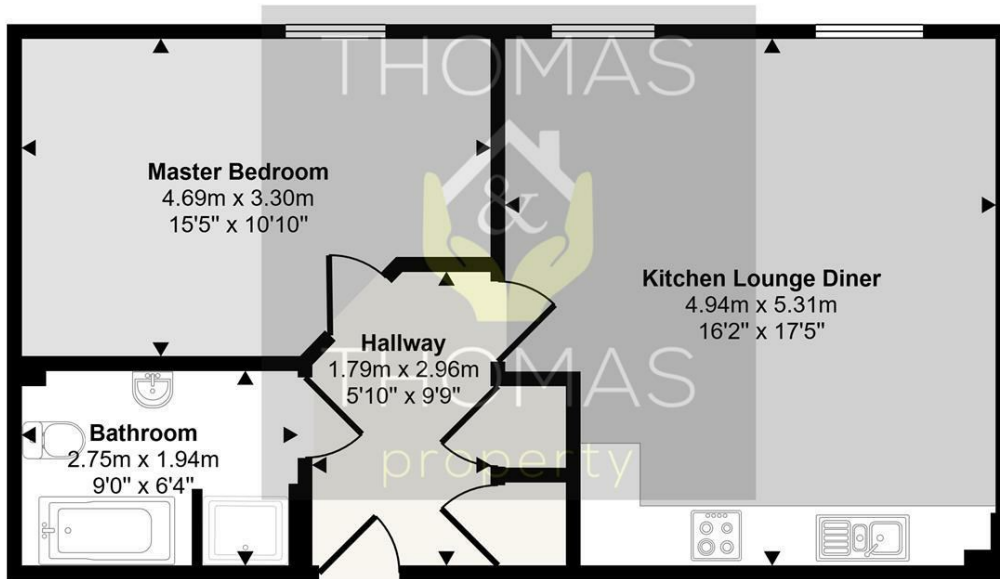 THOMAS
&
Master Bedroom
4.69m x 3.30m
15'5" x 10'10"
Kitchen Lounge Diner
4.94m x 5.31m
16'2" x 17'5"
Hallway
1.79m x 2.96m
5'10" x 9'9"
THOMAS
Bathroom
2.75m x 1.94m
9'0" x 6'4"
property